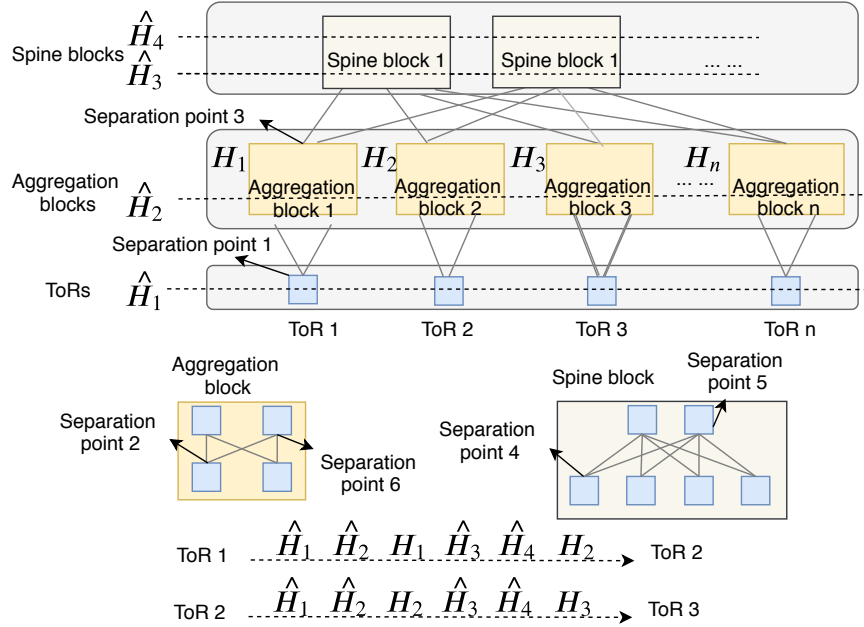 Ĥ₄
Spine blocks
Ĥ₃
Spine block 1
Spine block 1
... ...
Separation point 3
H₁
H₂
H₃
Hₙ
Aggregation blocks
Ĥ₂
Aggregation block 1
Aggregation block 2
Aggregation block 3
... ...
Aggregation block n
Separation point 1
ToRs
Ĥ₁
ToR 1
ToR 2
ToR 3
ToR n
Aggregation
block
Separation
point 2
Separation
point 6
Spine block
Separation
point 5
Separation
point 4
ToR 1 Ĥ₁ Ĥ₂ H₁ Ĥ₃ Ĥ₄ H₂ ToR 2
ToR 2 Ĥ₁ Ĥ₂ H₂ Ĥ₃ Ĥ₄ H₃ ToR 3